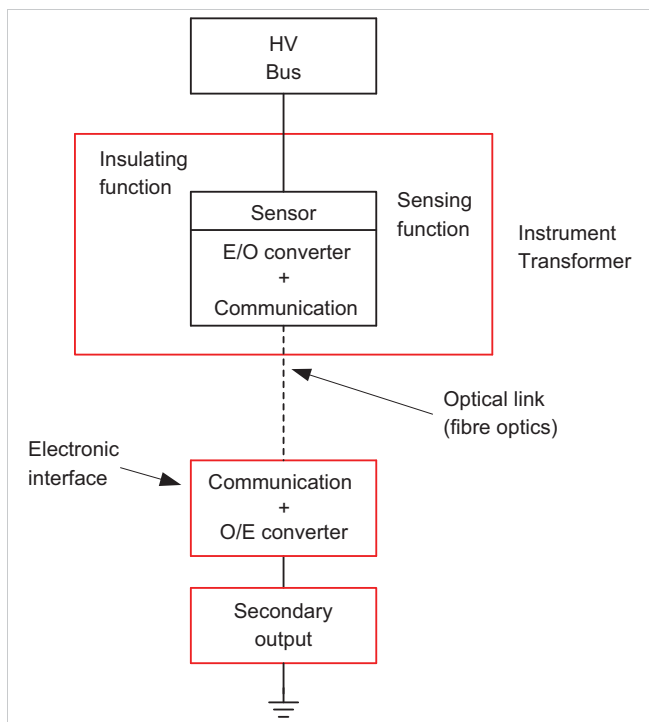 HV
Bus
Insulating
function
Sensing
function
Sensor
E/O converter
+
Communication
Instrument
Transformer
Optical link
(fibre optics)
Electronic
interface
Communication
+
O/E converter
Secondary
output